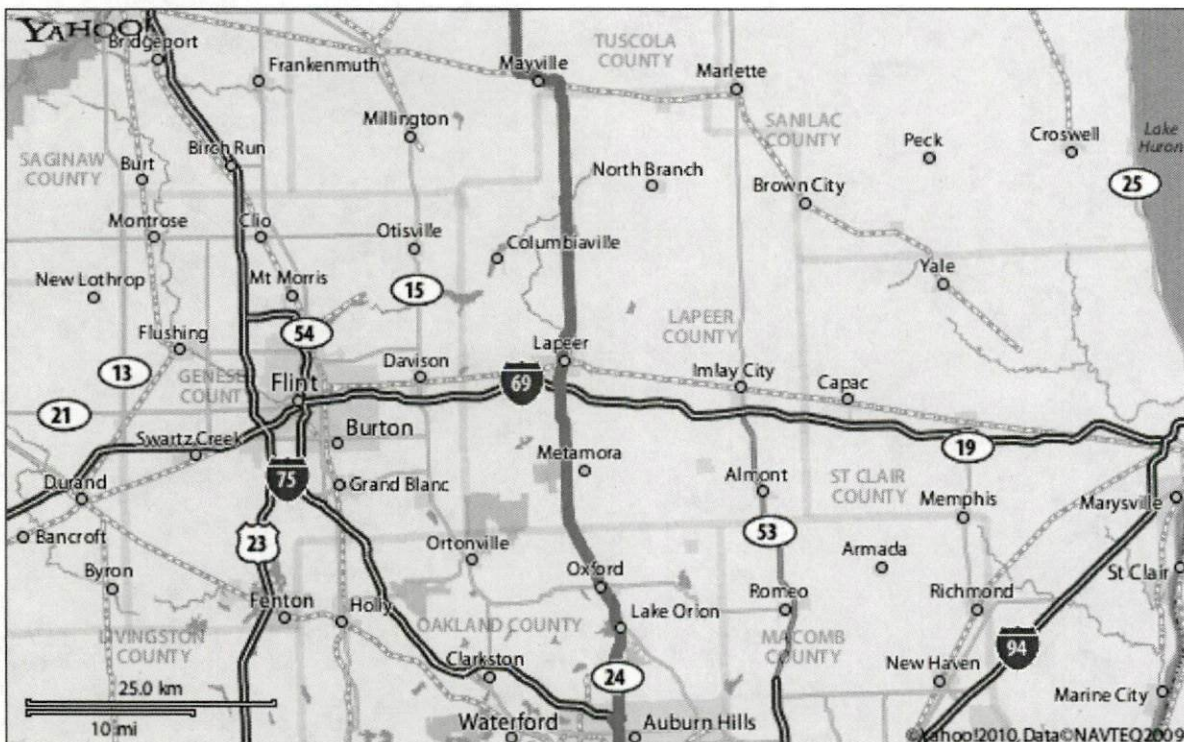 YAHOO!
Bridgeport
Frankenmuth
Mayville
TUSCOLA
COUNTY
Marlette
Millington
SANILAC
COUNTY
Peck
Croswell
Lake
Huron
SAGINAW
COUNTY
Burt
Birch Run
North Branch
Brown City
25
Montrose
Clio
Otisville
Columbiaville
New Lothrop
Mt Morris
15
Yale
Flushing
54
LAPEER
COUNTY
Lapeer
13
GENESE
COUNT
Flint
Davison
69
Imlay City
Capac
21
Swartz Creek
Burton
19
Durand
75
Grand Blanc
Metamora
Almont
ST CLAIR
COUNTY
Memphis
Marysville
Bancroft
23
53
Byron
Ortonville
Oxford
Armada
St Clair
Fenton
Holly
Lake Orion
Romeo
Richmond
LIVINGSTON
COUNTY
OAKLAND COUNTY
MACOMB
COUNTY
94
Clarkston
24
New Haven
Marine City
25.0 km
10 mi
Waterford
Auburn Hills
©Yahoo!2010, Data©NAVTEQ2009